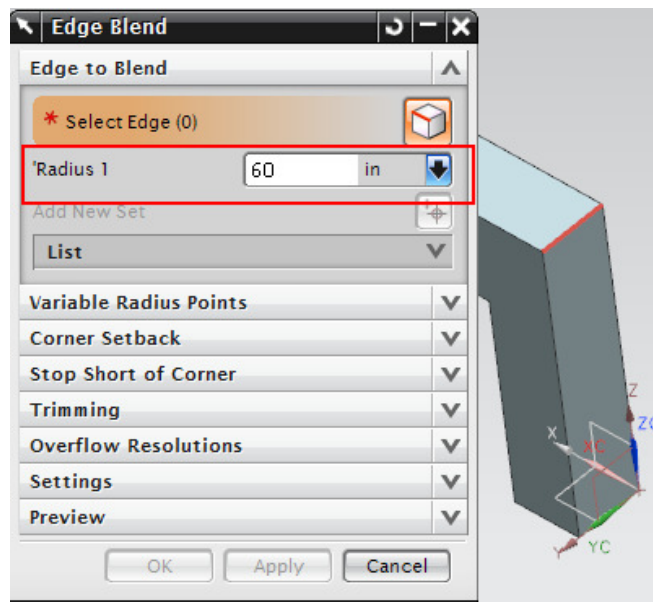 Edge Blend
Edge to Blend
* Select Edge (0)
*Radius 1 60 in
Add New Set
List
Variable Radius Points
Corner Setback
Stop Short of Corner
Trimming
Overflow Resolutions
Settings
Preview
OK Apply Cancel
Z
X XC
Y YC